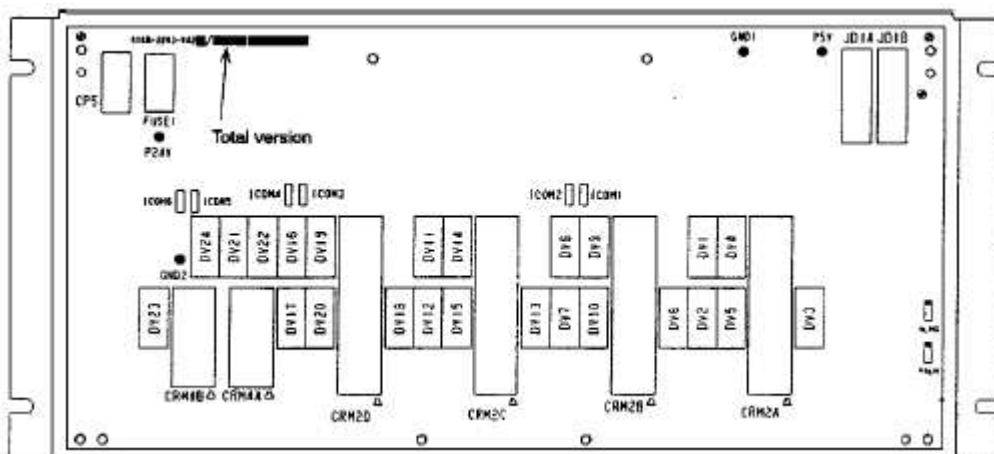 GND1 P5V JD1A JD1B
CP5
FUSE1
Total version
P24V
ICOM6 ICOM5 ICOM4 ICOM3 ICOM2 ICOM1
DV24 DV21 DV22 DV16 DV19 DV11 DV14 DV8 DV9 DV1 DV4
GND2
DV23 DV17 DV20 DV18 DV12 DV15 DV13 DV7 DV10 DV6 DV2 DV5 DV3
CRM4B CRM4A CRM2D CRM2C CRM2B CRM2A